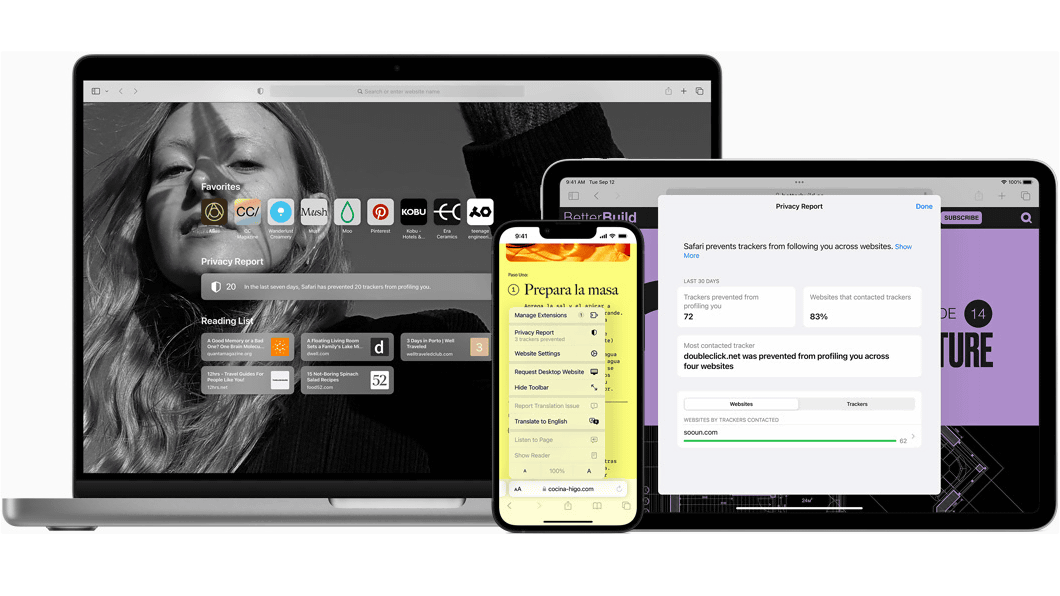 Search or enter website name
Favorites
CC/
Mush
KOBU
CC Magazine
Wanderlust Creamery
Moo
Pinterest
Kobu - Hotels &...
Era Ceramics
teenage engineeri...
Privacy Report
20
In the last seven days, Safari has prevented 20 trackers from profiling you.
Reading List
A Good Memory or a Bad
One? One Brain Molecu...
quantamagazine.org
A Floating Living Room
Sets a Family's Lake Mi...
dwell.com
d
3 Days in Porto | Well
Traveled
welltraveledclub.com
3
12hrs - Travel Guides For
People Like You!
12hrs.net
15 Not-Boring Spinach
Salad Recipes
food52.com
52
9:41
Paso Uno:
1 Prepara la masa
Manage Extensions
1
Privacy Report
3 trackers prevented
Website Settings
Request Desktop Website
Hide Toolbar
Report Translation Issue
Translate to English
Listen to Page
Show Reader
A 100% A
AA cocina-higo.com
9:41 AM Tue Sep 12
100%
BetterBuild
SUBSCRIBE
Privacy Report
Done
Safari prevents trackers from following you across websites. Show
More
LAST 30 DAYS
Trackers prevented from
profiling you
72
Websites that contacted trackers
83%
Most contacted tracker
doubleclick.net was prevented from profiling you across
four websites
Websites
Trackers
WEBSITES BY TRACKERS CONTACTED
sooun.com
62
DE 14
TURE